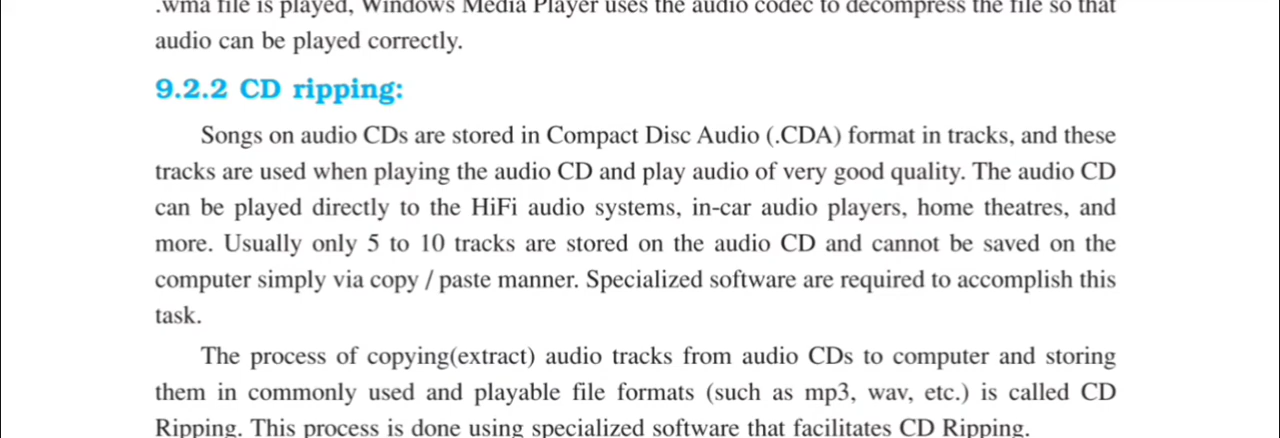 .wma file is played, Windows Media Player uses the audio codec to decompress the file so that
audio can be played correctly.
9.2.2 CD ripping:
Songs on audio CDs are stored in Compact Disc Audio (.CDA) format in tracks, and these
tracks are used when playing the audio CD and play audio of very good quality. The audio CD
can be played directly to the HiFi audio systems, in-car audio players, home theatres, and
more. Usually only 5 to 10 tracks are stored on the audio CD and cannot be saved on the
computer simply via copy / paste manner. Specialized software are required to accomplish this
task.
The process of copying(extract) audio tracks from audio CDs to computer and storing
them in commonly used and playable file formats (such as mp3, wav, etc.) is called CD
Ripping. This process is done using specialized software that facilitates CD Ripping.